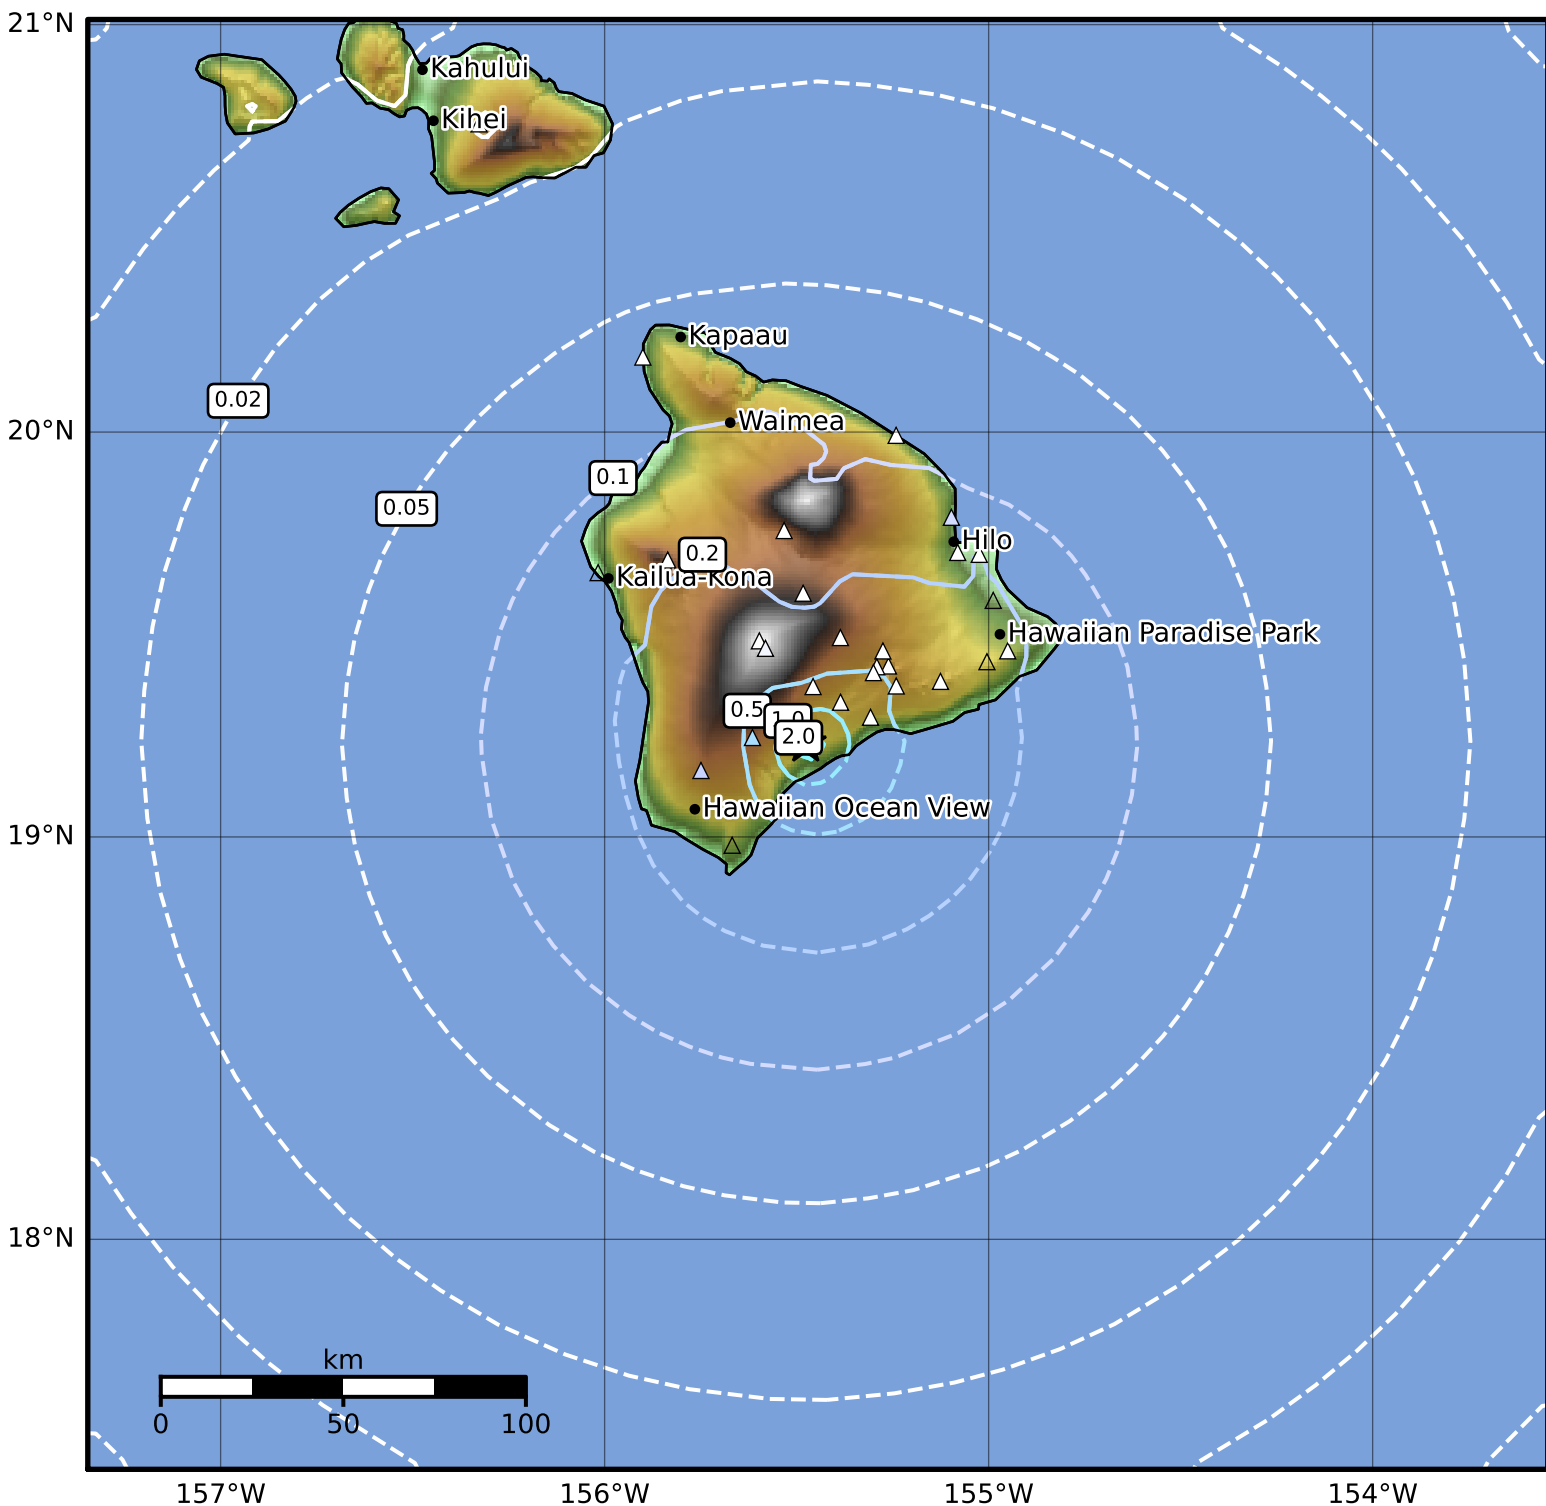 21°N
Kahului
Kihei
Kapaau
0.02
Waimea
20°N
0.1
0.05
Hilo
0.2
Kailua-Kona
Hawaiian Paradise Park
0.5
1.0
2.0
Hawaiian Ocean View
19°N
18°N
km
0
50
100
157°W
156°W
155°W
154°W